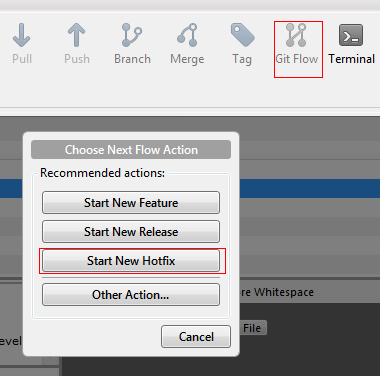 Pull Push Branch Merge Tag Git Flow Terminal
Choose Next Flow Action
Recommended actions:
Start New Feature
Start New Release
Start New Hotfix
Other Action...
re Whitespace
File
Cancel
evel